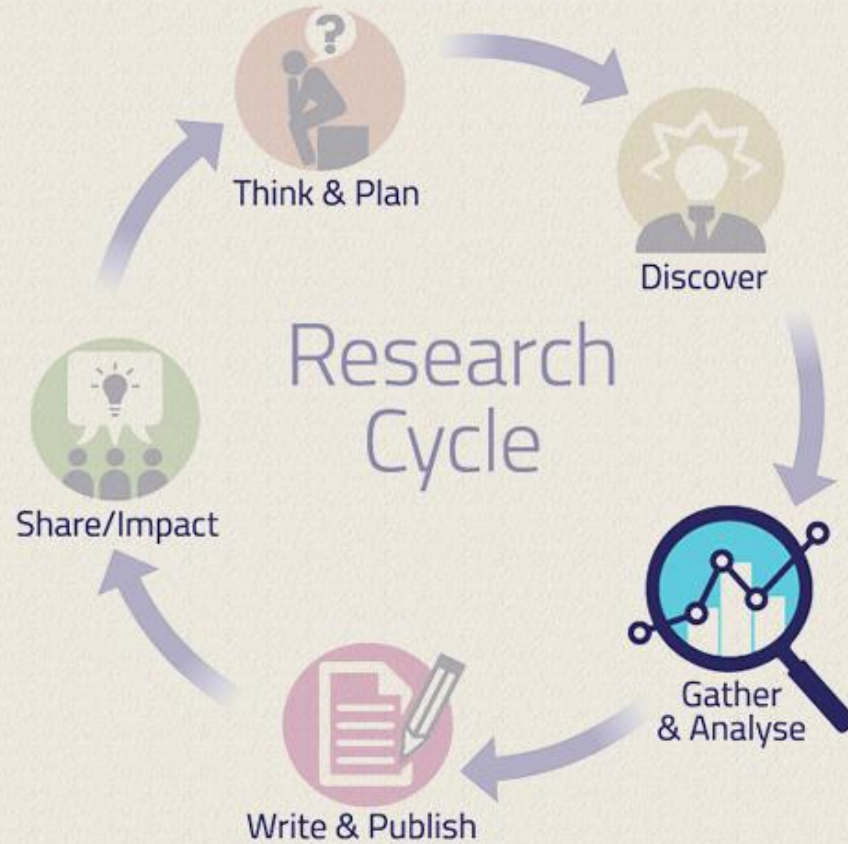 ?
Think & Plan
Discover
Research
Cycle
Share/Impact
Gather
& Analyse
Write & Publish